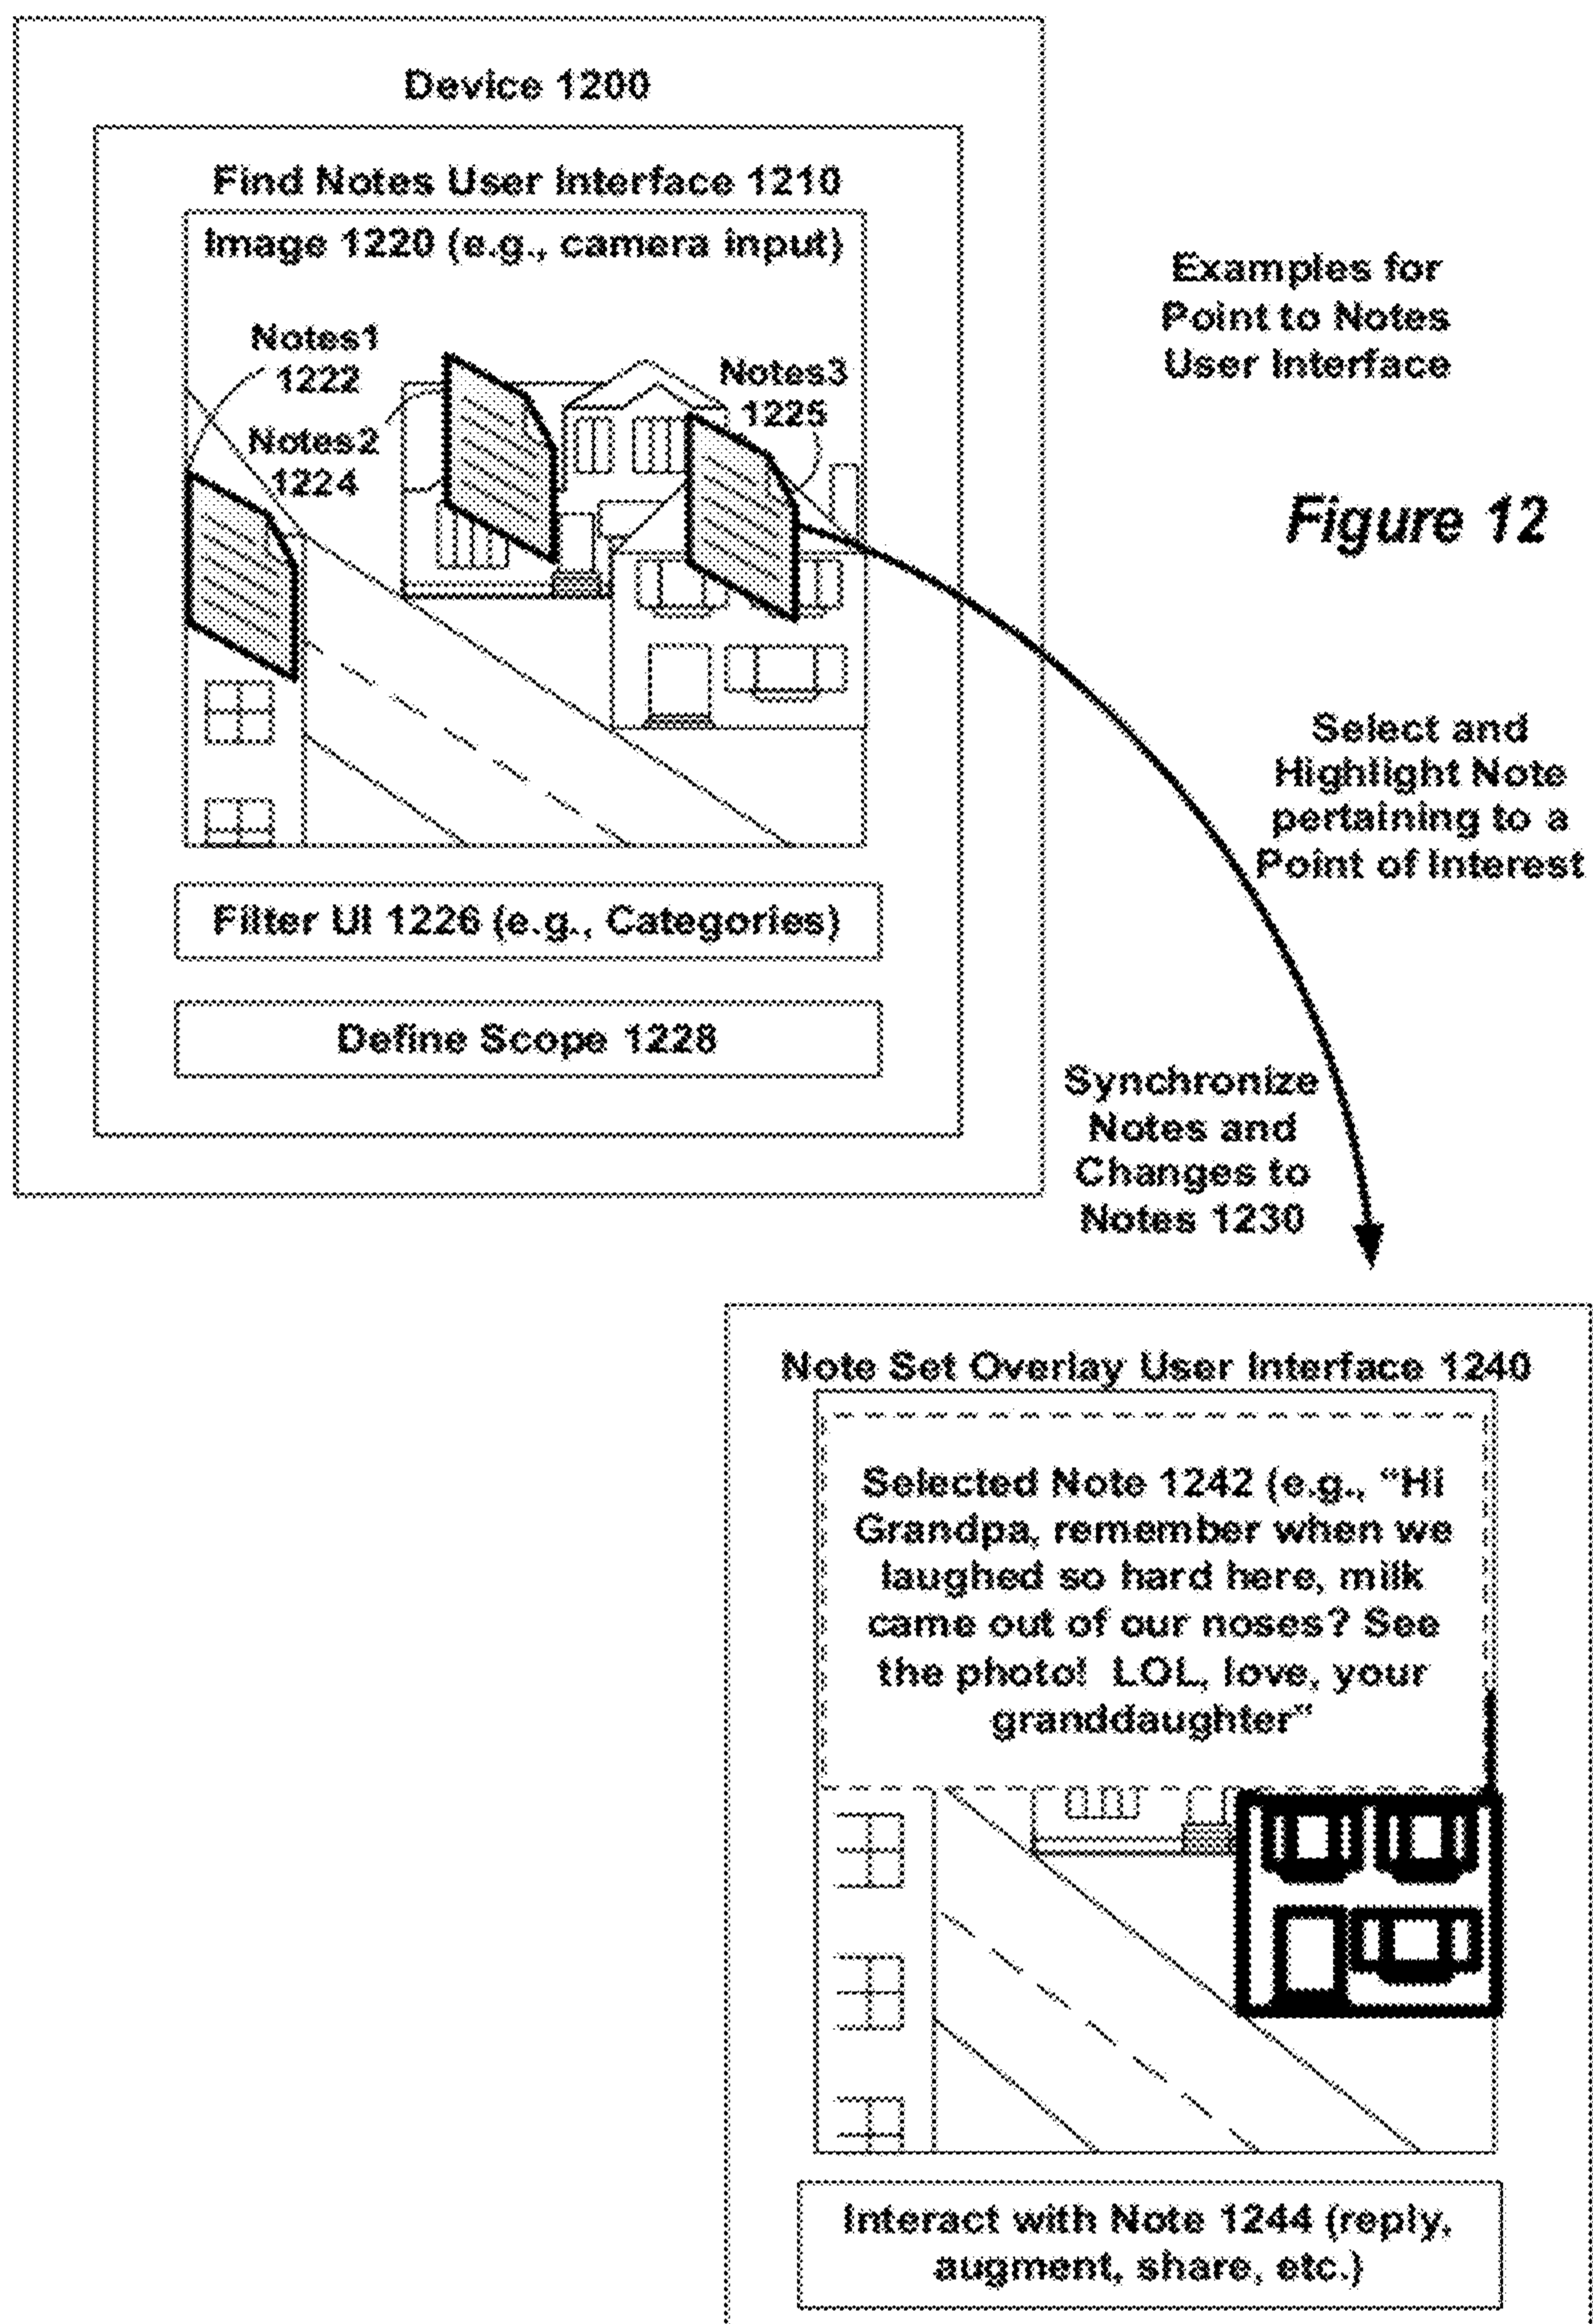 Device 1200
Find Notes User Interface 1210
Image 1220 (e.g., camera input)
Notes1
1222
Notes2
1224
Notes3
1225
Filter UI 1226 (e.g., Categories)
Define Scope 1228
Examples for
Point to Notes
User Interface
Figure 12
Select and
Highlight Note
pertaining to a
Point of Interest
Synchronize
Notes and
Changes to
Notes 1230
Note Set Overlay User Interface 1240
Selected Note 1242 (e.g., “Hi
Grandpa, remember when we
laughed so hard here, milk
came out of our noses? See
the photo!  LOL, love, your
granddaughter“
Interact with Note 1244 (reply,
augment, share, etc.)